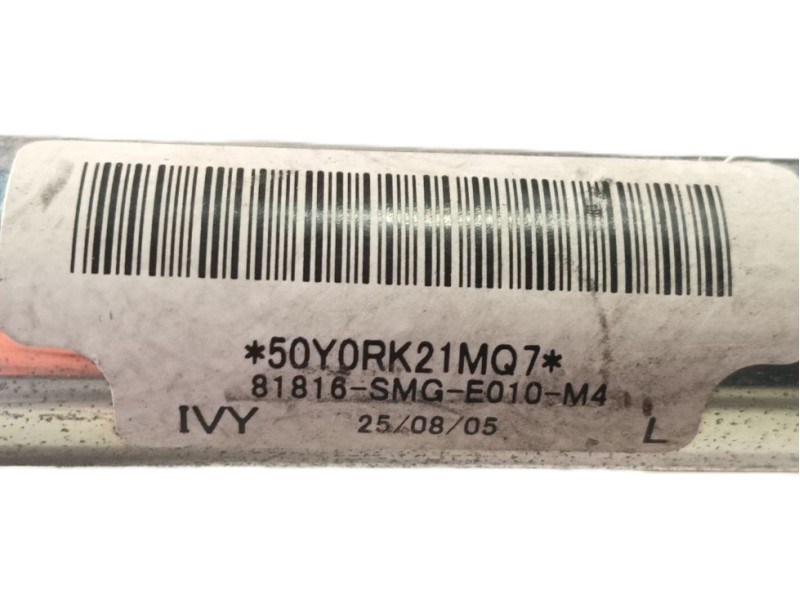 *50Y0RK21MQ7*
81816-SMG-E010-M4
IVY 25/08/05 L